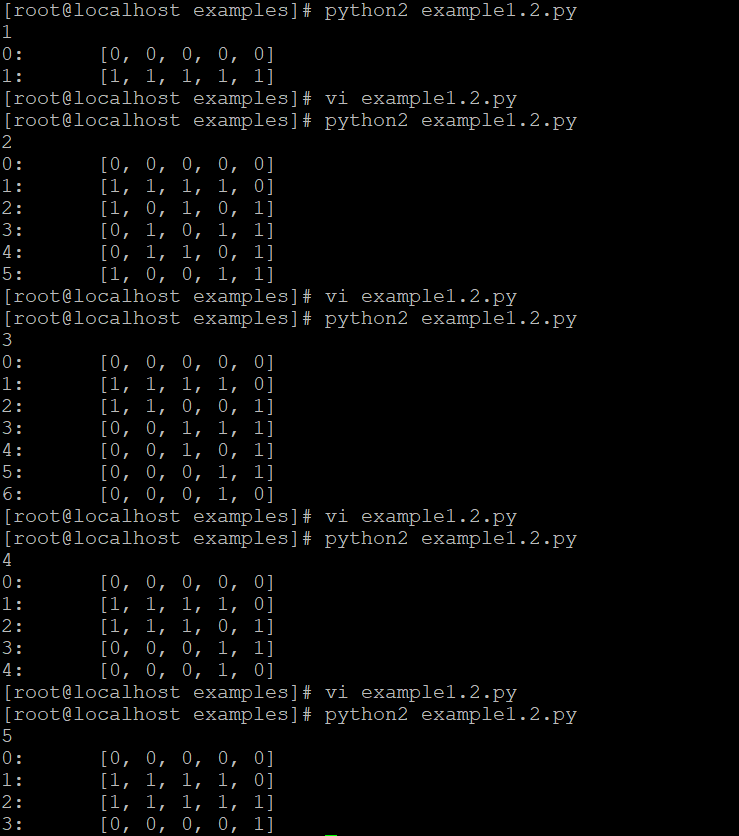 [root@localhost examples]# python2 example1.2.py
1
0:      [0, 0, 0, 0, 0]
1:      [1, 1, 1, 1, 1]
[root@localhost examples]# vi example1.2.py
[root@localhost examples]# python2 example1.2.py
2
0:      [0, 0, 0, 0, 0]
1:      [1, 1, 1, 1, 0]
2:      [1, 0, 1, 0, 1]
3:      [0, 1, 0, 1, 1]
4:      [0, 1, 1, 0, 1]
5:      [1, 0, 0, 1, 1]
[root@localhost examples]# vi example1.2.py
[root@localhost examples]# python2 example1.2.py
3
0:      [0, 0, 0, 0, 0]
1:      [1, 1, 1, 1, 0]
2:      [1, 1, 0, 0, 1]
3:      [0, 0, 1, 1, 1]
4:      [0, 0, 1, 0, 1]
5:      [0, 0, 0, 1, 1]
6:      [0, 0, 0, 1, 0]
[root@localhost examples]# vi example1.2.py
[root@localhost examples]# python2 example1.2.py
4
0:      [0, 0, 0, 0, 0]
1:      [1, 1, 1, 1, 0]
2:      [1, 1, 1, 0, 1]
3:      [0, 0, 0, 1, 1]
4:      [0, 0, 0, 1, 0]
[root@localhost examples]# vi example1.2.py
[root@localhost examples]# python2 example1.2.py
5
0:      [0, 0, 0, 0, 0]
1:      [1, 1, 1, 1, 0]
2:      [1, 1, 1, 1, 1]
3:      [0, 0, 0, 0, 1]